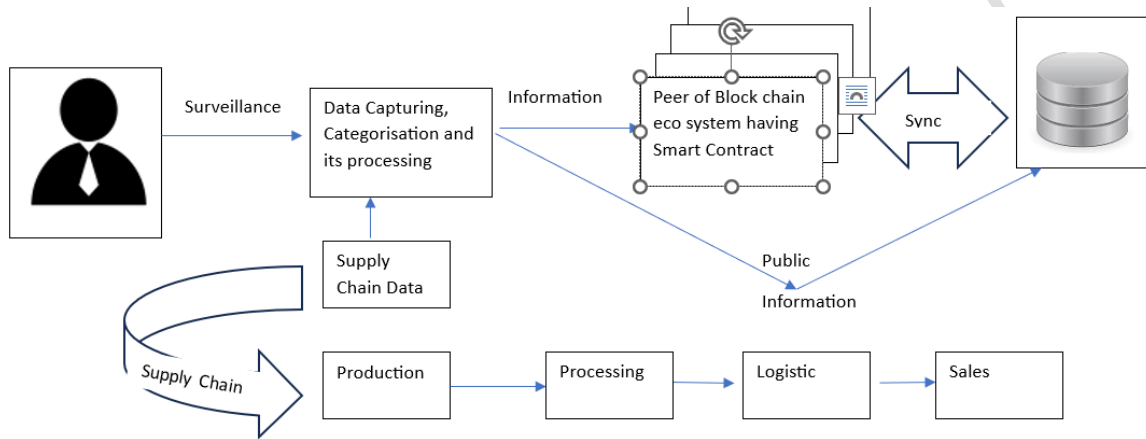 Surveillance
Data Capturing,
Categorisation and
its processing
Information
Peer of Block chain
eco system having
Smart Contract
Sync
Supply
Chain Data
Public
Information
Supply Chain
Production
Processing
Logistic
Sales